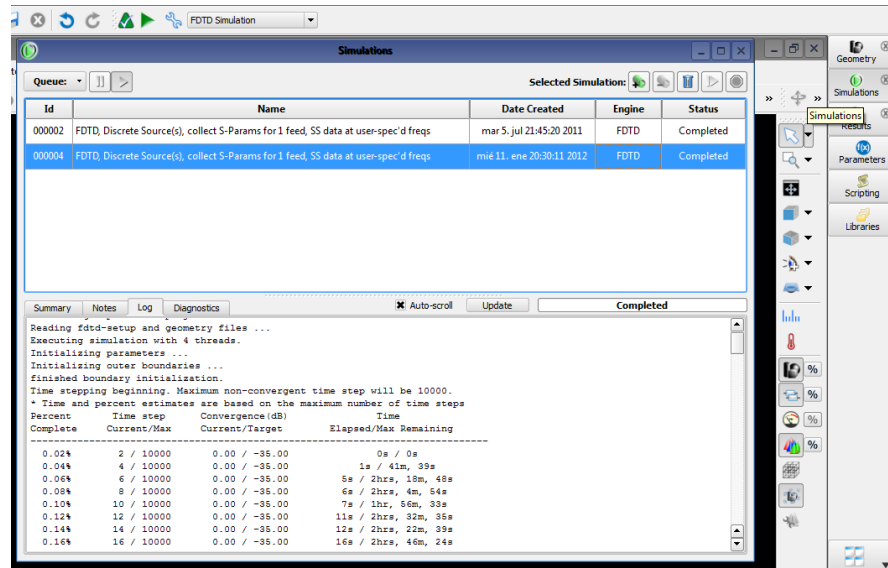 FDTD Simulation
Simulations
Queue:
Selected Simulation:
Id Name Date Created Engine Status
000002 FDTD, Discrete Source(s), collect S-Params for 1 feed, SS data at user-spec'd freqs mar 5. jul 21:45:20 2011 FDTD Completed
000004 FDTD, Discrete Source(s), collect S-Params for 1 feed, SS data at user-spec'd freqs mié 11. ene 20:30:11 2012 FDTD Completed
Summary Notes Log Diagnostics Auto-scroll Update Completed
Reading fdtd-setup and geometry files ...
Executing simulation with 4 threads.
Initializing parameters ...
Initializing outer boundaries ...
finished boundary initialization.
Time stepping beginning. Maximum non-convergent time step will be 10000.
* Time and percent estimates are based on the maximum number of time steps
Percent Time step Convergence(dB) Time
Complete Current/Max Current/Target Elapsed/Max Remaining
--------------------------------------------------------------------------
0.02% 2 / 10000 0.00 / -35.00 0s / 0s
0.04% 4 / 10000 0.00 / -35.00 1s / 41m, 39s
0.06% 6 / 10000 0.00 / -35.00 5s / 2hrs, 18m, 48s
0.08% 8 / 10000 0.00 / -35.00 6s / 2hrs, 4m, 54s
0.10% 10 / 10000 0.00 / -35.00 7s / 1hr, 56m, 33s
0.12% 12 / 10000 0.00 / -35.00 11s / 2hrs, 32m, 35s
0.14% 14 / 10000 0.00 / -35.00 12s / 2hrs, 22m, 39s
0.16% 16 / 10000 0.00 / -35.00 16s / 2hrs, 46m, 24s
Geometry
Simulations
Simulations
Results
Parameters
Scripting
Libraries
»
»
%
%
%
%